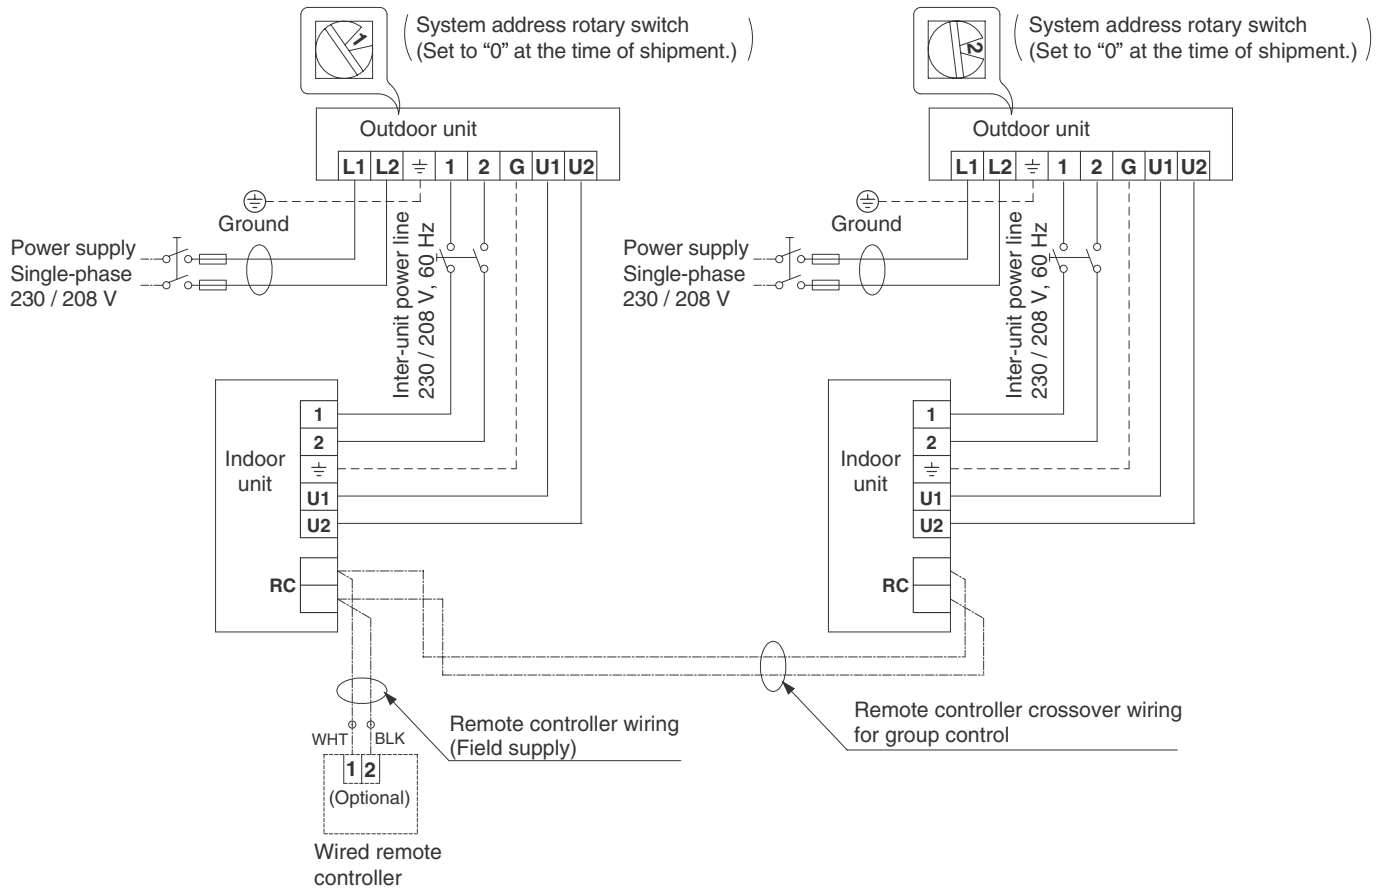 1
System address rotary switch
(Set to “0” at the time of shipment.)
Outdoor unit
L1 L2 1 2 G U1 U2
Ground
Power supply
Single-phase
230 / 208 V
Inter-unit power line
230 / 208 V, 60 Hz
Indoor
unit
1
2
U1
U2
RC
WHT BLK
1 2
(Optional)
Wired remote
controller
Remote controller wiring
(Field supply)
2
System address rotary switch
(Set to “0” at the time of shipment.)
Outdoor unit
L1 L2 1 2 G U1 U2
Ground
Power supply
Single-phase
230 / 208 V
Inter-unit power line
230 / 208 V, 60 Hz
Indoor
unit
1
2
U1
U2
RC
Remote controller crossover wiring
for group control